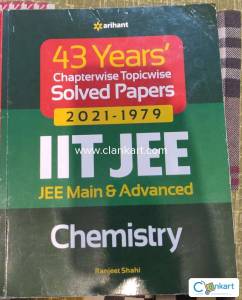 arihant
43 Years'
Chapterwise Topicwise
Solved Papers
2021-1979
www.clankart.com
IIT JEE
JEE Main & Advanced
Chemistry
Ranjeet Shahi
Clankart